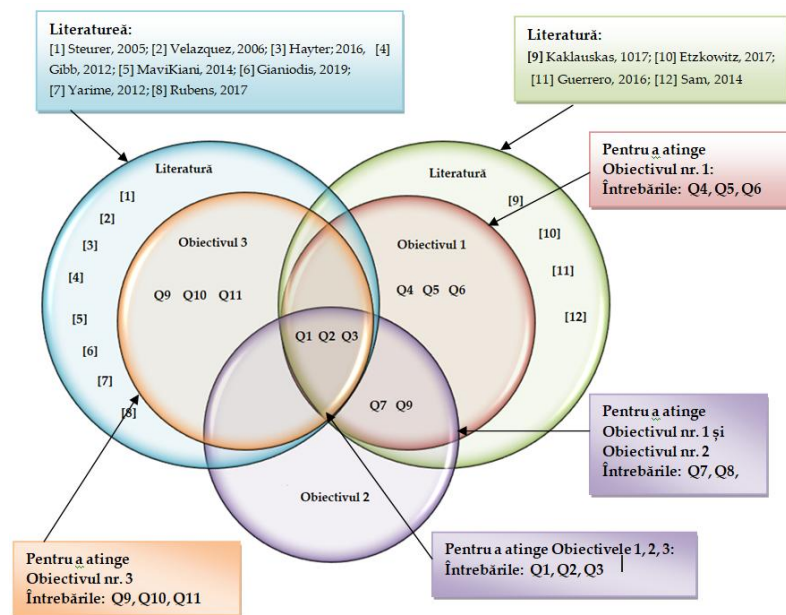 Literatureă:
[1] Steurer, 2005; [2] Velazquez, 2006; [3] Hayter; 2016, [4]
Gibb, 2012; [5] MaviKiani, 2014; [6] Gianiodis, 2019;
[7] Yarime, 2012; [8] Rubens, 2017
Literatură:
[9] Kaklauskas, 1017; [10] Etzkowitz, 2017;
[11] Guerrero, 2016; [12] Sam, 2014
Pentru a atinge
Obiectivul nr. 1:
Întrebările: Q4, Q5, Q6
Literatură
[1]
[2]
[3]
[4]
[5]
[6]
[7]
[8]
Obiectivul 3
Q9 Q10 Q11
Literatură
[9]
[10]
[11]
[12]
Obiectivul 1
Q4 Q5 Q6
Q1 Q2 Q3
Q7 Q9
Obiectivul 2
Pentru a atinge
Obiectivul nr. 1 și
Obiectivul nr. 2
Întrebările: Q7, Q8,
Pentru a atinge
Obiectivul nr. 3
Întrebările: Q9, Q10, Q11
Pentru a atinge Obiectivele 1, 2, 3:
Întrebările: Q1, Q2, Q3